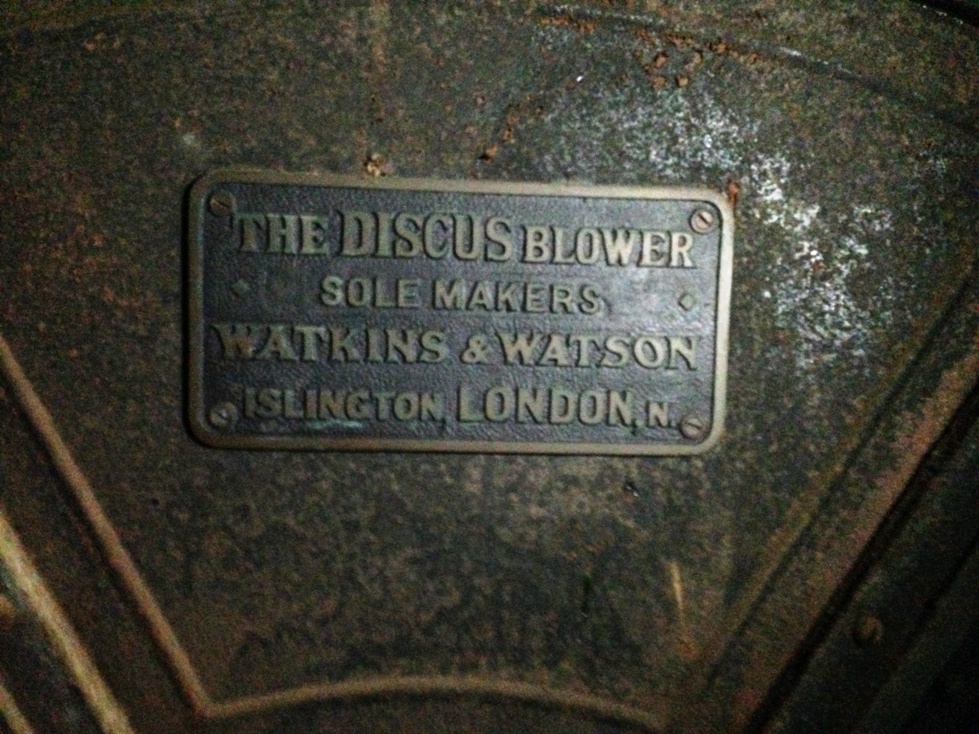 THE DISCUS BLOWER
SOLE MAKERS
WATKINS & WATSON
ISLINGTON, LONDON, N.